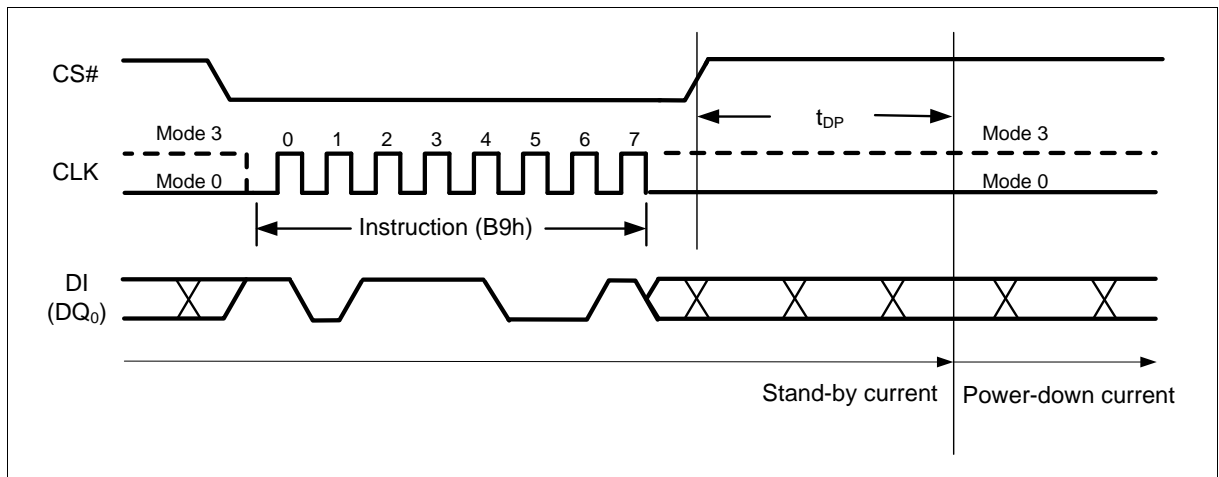 CS#
tDP
Mode 3
0 1 2 3 4 5 6 7
Mode 3
CLK
Mode 0
Mode 0
Instruction (B9h)
DI
(DQ0)
Stand-by current
Power-down current